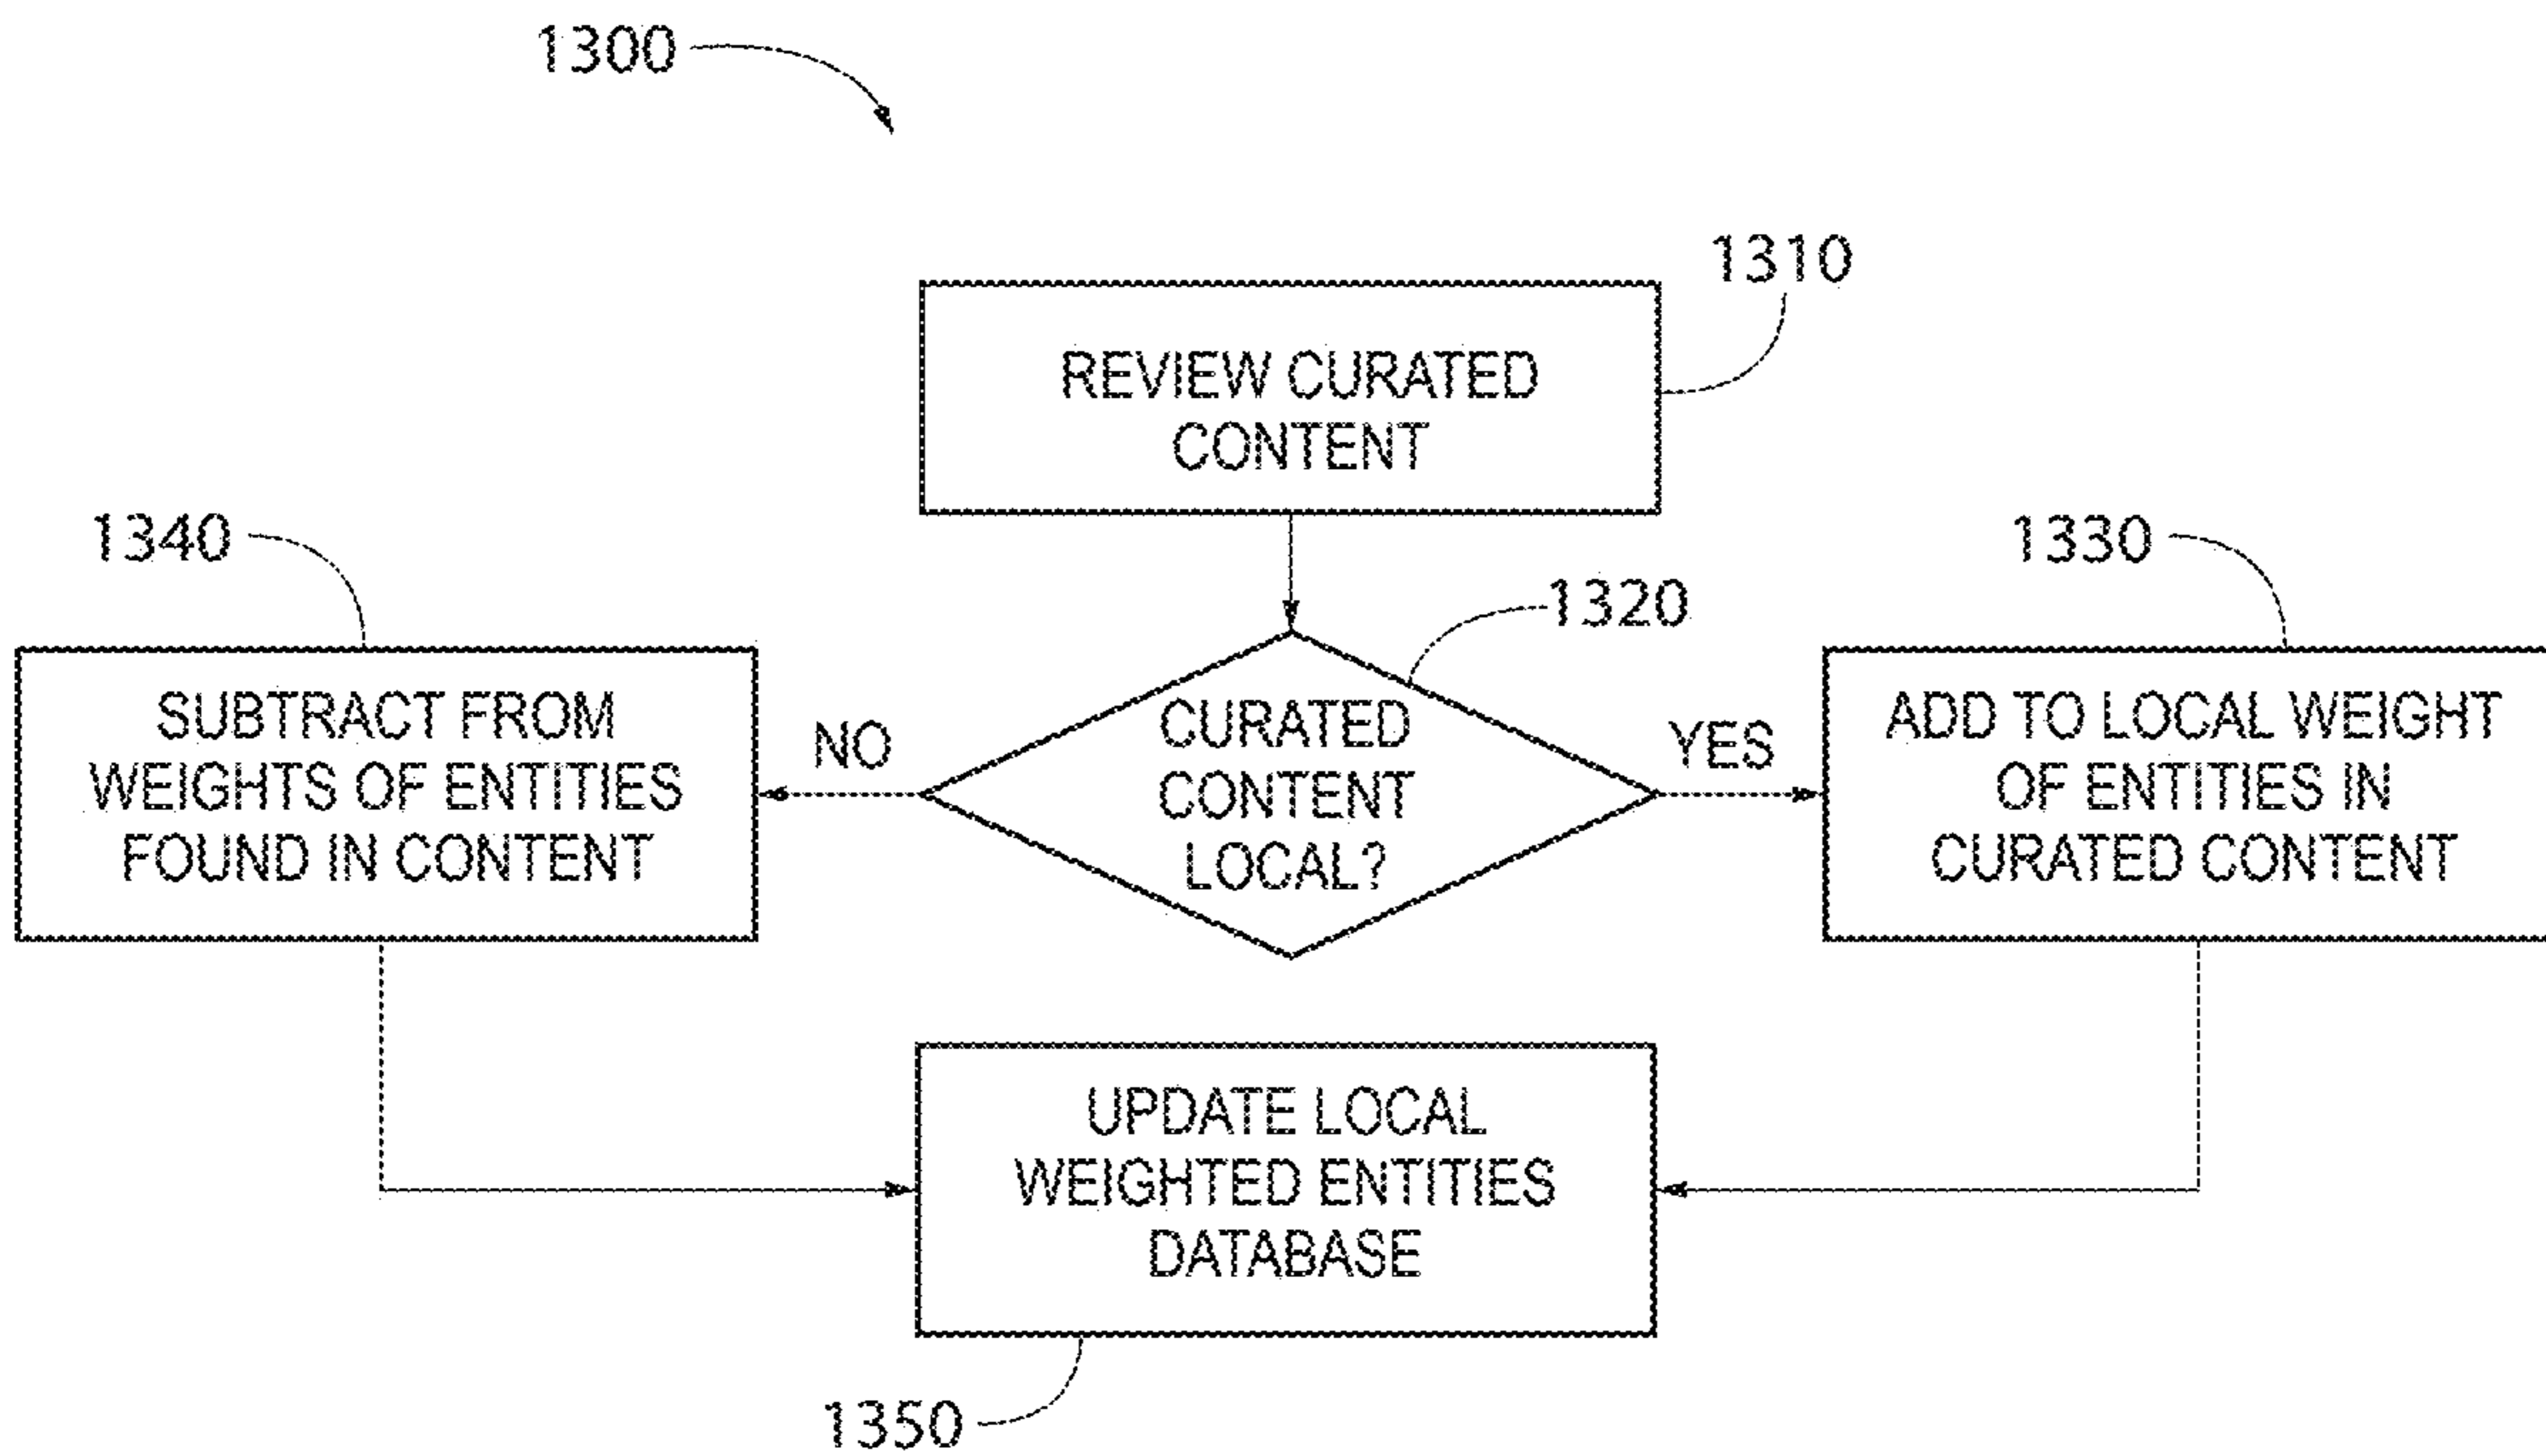 1300
1310
REVIEW CURATED
CONTENT
1340
1320
1330
SUBTRACT FROM
WEIGHTS OF ENTITIES
FOUND IN CONTENT
NO
CURATED
CONTENT
LOCAL?
YES
ADD TO LOCAL WEIGHT
OF ENTITIES IN
CURATED CONTENT
UPDATE LOCAL
WEIGHTED ENTITIES
DATABASE
1350